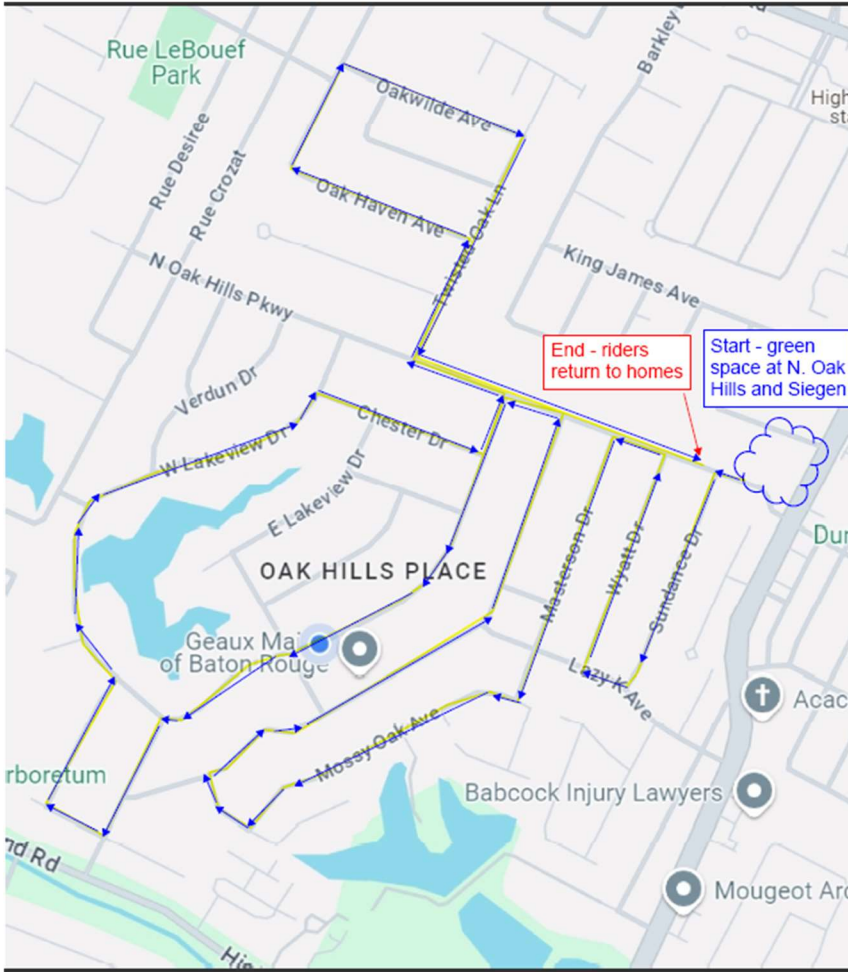 Rue LeBouef
Park
Barkley
Oakwilde Ave
High
sta
Rue Desiree
Rue Crozat
Oak Haven Ave
Twisted Oak Ln
N Oak Hills Pkwy
King James Ave
End - riders
return to homes
Start - green
space at N. Oak
Hills and Siegen
Verdun Dr
Chester Dr
W Lakeview Dr
E Lakeview Dr
Masterson Dr
Wyatt Dr
Sundance Dr
Dun
OAK HILLS PLACE
Geaux Mai
of Baton Rouge
Lazy K Ave
Acac
Mossy Oak Ave
rboretum
Babcock Injury Lawyers
nd Rd
Mougeot Arc
Hig